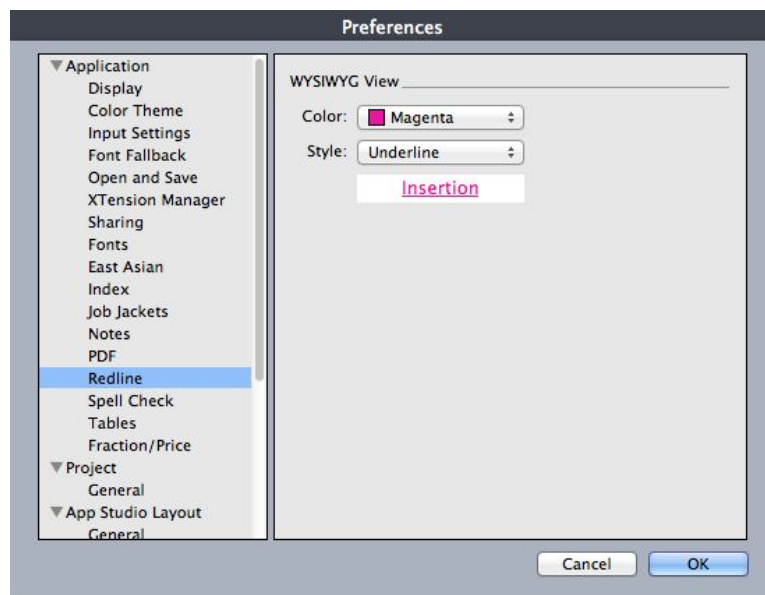 Preferences
Application
Display
Color Theme
Input Settings
Font Fallback
Open and Save
XTension Manager
Sharing
Fonts
East Asian
Index
Job Jackets
Notes
PDF
Redline
Spell Check
Tables
Fraction/Price
Project
General
App Studio Layout
General
WYSIWYG View
Color: Magenta
Style: Underline
Insertion
Cancel OK